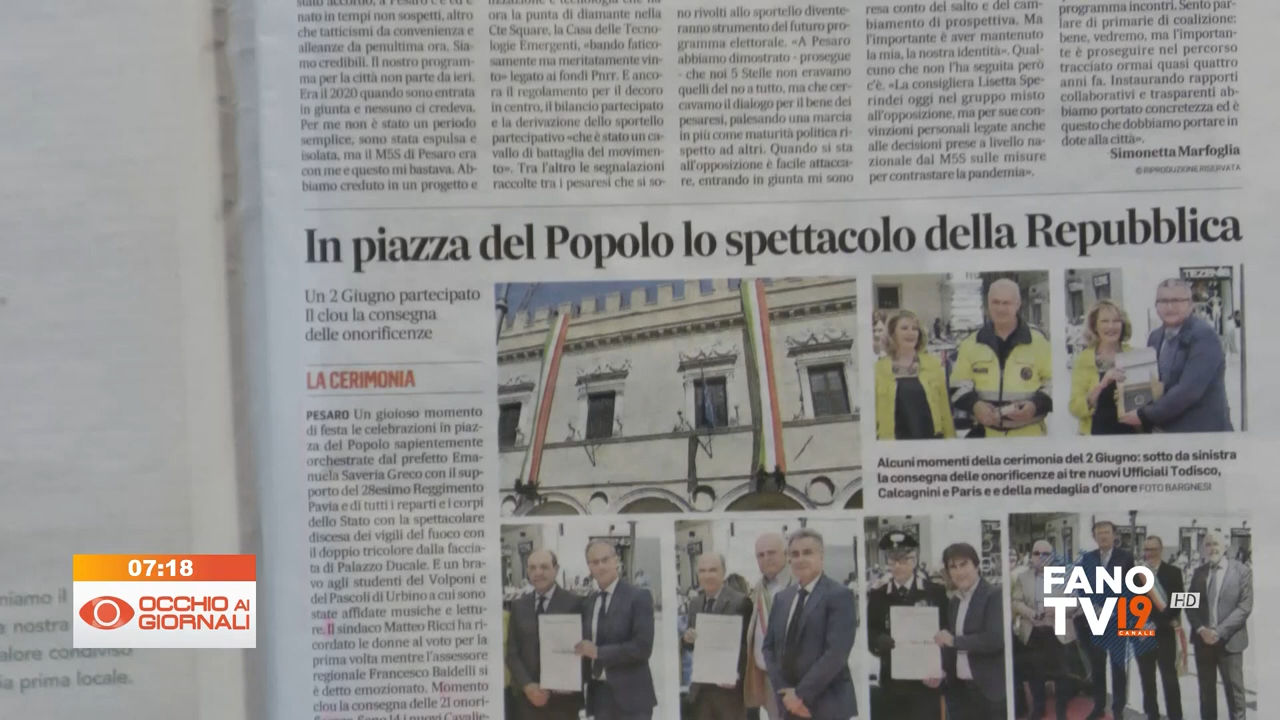 nato in tempi non sospetti, altro
che tatticismi da convenienza e
alleanze da penultima ora. Sia-
mo credibili. Il nostro program-
ma per la città non parte da ieri.
Era il 2020 quando sono entrata
in giunta e nessuno ci credeva.
Per me non è stato un periodo
semplice, sono stata espulsa e
isolata, ma il M5S di Pesaro era
con me e questo mi bastava. Ab-
biamo creduto in un progetto e
ora la punta di diamante nella
Cte Square, la Casa delle Tecno-
logie Emergenti, «bando fatico-
samente ma meritatamente vin-
to» legato ai fondi Pnrr. E anco-
ra il regolamento per il decoro
in centro, il bilancio partecipato
e la derivazione dello sportello
partecipativo «che è stato un ca-
vallo di battaglia del movimen-
to». Tra l'altro le segnalazioni
raccolte tra i pesaresi che si so-
no rivolti allo sportello divente-
ranno strumento del futuro pro-
gramma elettorale. «A Pesaro
abbiamo dimostrato - prosegue
- che noi 5 Stelle non eravamo
quelli del no a tutto, ma che cer-
cavamo il dialogo per il bene dei
pesaresi, palesando una marcia
in più come maturità politica ri-
spetto ad altri. Quando si sta
all'opposizione è facile attacca-
re, entrando in giunta mi sono
resa conto del salto e del cam-
biamento di prospettiva. Ma
l'importante è aver mantenuto
la mia, la nostra identità». Qual-
cuno che non l'ha seguita però
c'è. «La consigliera Lisetta Spe-
rindei oggi nel gruppo misto
all'opposizione, ma per sue con-
vinzioni personali legate anche
alle decisioni prese a livello na-
zionale dal M5S sulle misure
per contrastare la pandemia».
programma incontri. Sento par-
lare di primarie di coalizione:
bene, vedremo, ma l'importan-
te è proseguire nel percorso
tracciato ormai quasi quattro
anni fa. Instaurando rapporti
collaborativi e trasparenti ab-
biamo portato concretezza ed è
questo che dobbiamo portare in
dote alla città».
Simonetta Marfoglia
© RIPRODUZIONE RISERVATA
In piazza del Popolo lo spettacolo della Repubblica
Un 2 Giugno partecipato
Il clou la consegna
delle onorificenze
LA CERIMONIA
PESARO Un gioioso momento
di festa le celebrazioni in piaz-
za del Popolo sapientemente
orchestrate dal prefetto Ema-
nuela Saveria Greco con il sup-
porto del 28esimo Reggimento
Pavia e di tutti i reparti e i corpi
dello Stato con la spettacolare
discesa dei vigili del fuoco con
il doppio tricolore dalla faccia-
ta di Palazzo Ducale. E un bra-
vo agli studenti del Volponi e
del Pascoli di Urbino a cui sono
state affidate musiche e lettu-
re. Il sindaco Matteo Ricci ha ri-
cordato le donne al voto per la
prima volta mentre l'assessore
regionale Francesco Baldelli si
è detto emozionato. Momento
clou la consegna delle 21 onori-
TEZENIS
Alcuni momenti della cerimonia del 2 Giugno: sotto da sinistra
la consegna delle onorificenze ai tre nuovi Ufficiali Todisco,
Calcagnini e Paris e e della medaglia d'onore FOTO BARGNESI
niamo il
nostra
alore condiviso
ia prima locale.
07:18
OCCHIO AI
GIORNALI
FANO
TV19
CANALE
HD